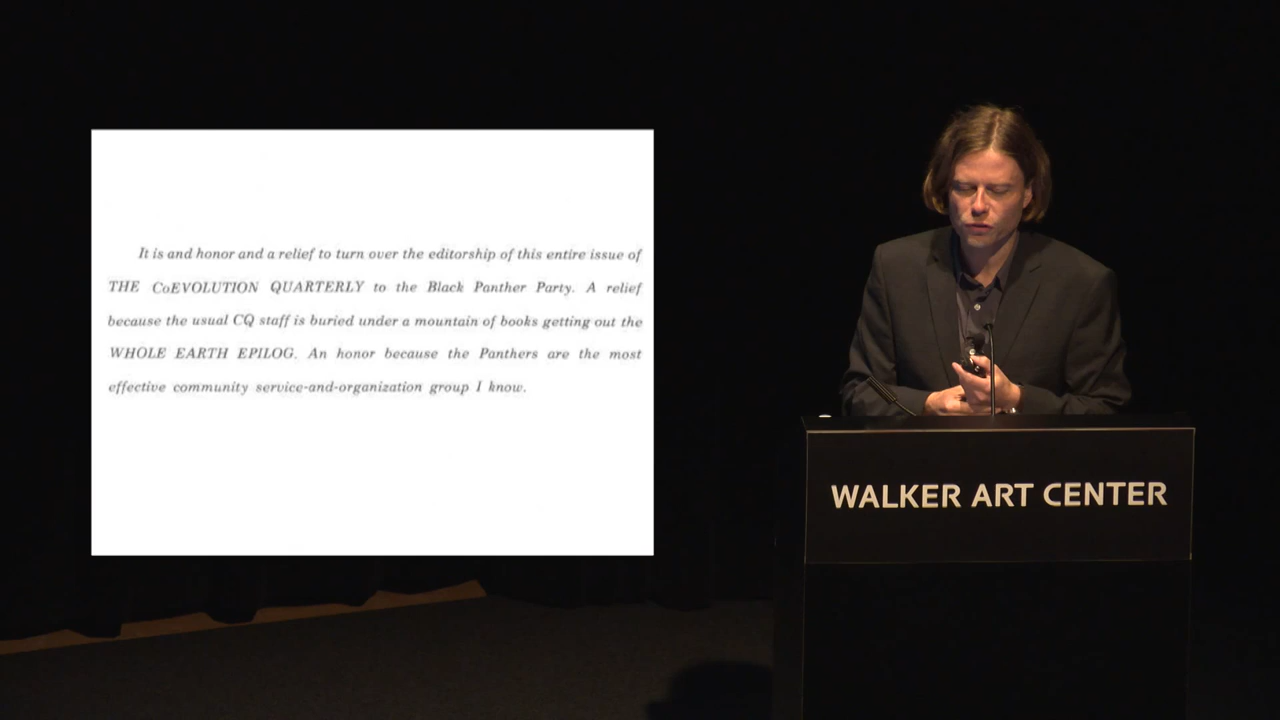 It is and honor and a relief to turn over the editorship of this entire issue of
THE CoEVOLUTION QUARTERLY to the Black Panther Party. A relief
because the usual CQ staff is buried under a mountain of books getting out the
WHOLE EARTH EPILOG. An honor because the Panthers are the most
effective community service-and-organization group I know.
WALKER ART CENTER